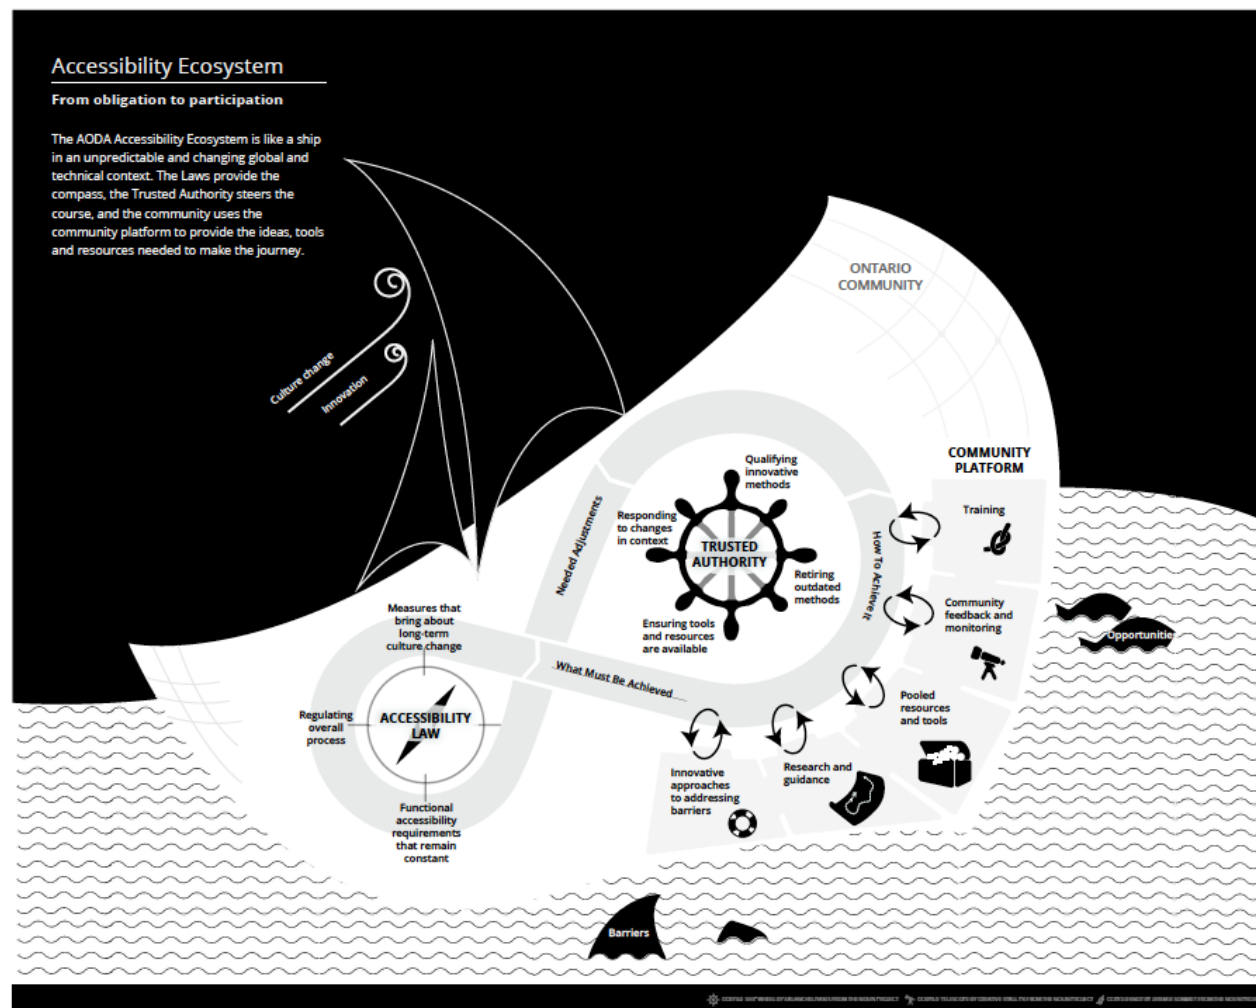 Accessibility Ecosystem
From obligation to participation
The AODA Accessibility Ecosystem is like a ship
in an unpredictable and changing global and
technical context. The Laws provide the
compass, the Trusted Authority steers the
course, and the community uses the
community platform to provide the ideas, tools
and resources needed to make the journey.
Culture change
Innovation
ONTARIO
COMMUNITY
COMMUNITY
PLATFORM
Training
Community
feedback and
monitoring
Pooled
resources
and tools
Research and
guidance
Innovative
approaches
to addressing
barriers
How To Achieve It
Needed Adjustments
What Must Be Achieved
Qualifying
innovative
methods
Responding
to changes
in context
TRUSTED
AUTHORITY
Retiring
outdated
methods
Ensuring tools
and resources
are available
Measures that
bring about
long-term
culture change
Regulating
overall
process
ACCESSIBILITY
LAW
Functional
accessibility
requirements
that remain
constant
Opportunities
Barriers